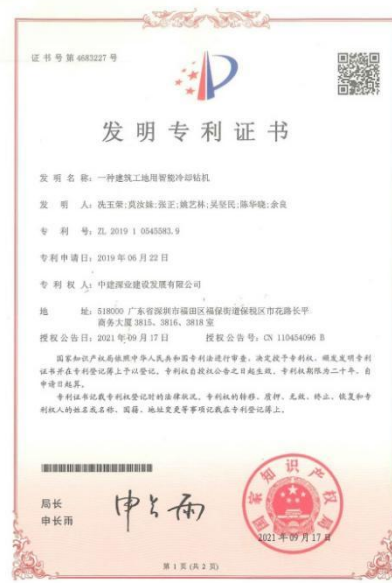 证书号第4683227号
发明专利证书
发明名称：一种建筑工地用智能冷却钻机
发明人：冼玉荣;莫汝妹;张正;姚艺林;吴坚民;陈华晓;余良
专利号：ZL 2019 1 0545583.9
专利申请日：2019年06月22日
专利权人：中建深业建设发展有限公司
地址：518000 广东省深圳市福田区福保街道保税区市花路长平
商务大厦3815、3816、3818室
授权公告日：2021年09月17日 授权公告号：CN 110454096 B
国家知识产权局依照中华人民共和国专利法进行审查，决定授予专利权，颁发发明专利
证书并在专利登记簿上予以登记。专利权自授权公告之日起生效。专利权期限为二十年，自
申请日起算。
专利证书记载专利权登记时的法律状况。专利权的转移、质押、无效、终止、恢复和专
利权人的姓名或名称、国籍、地址变更等事项记载在专利登记簿上。
局长
申长雨
申长雨
国家知识产权局
2021年09月17日
第1页(共2页)